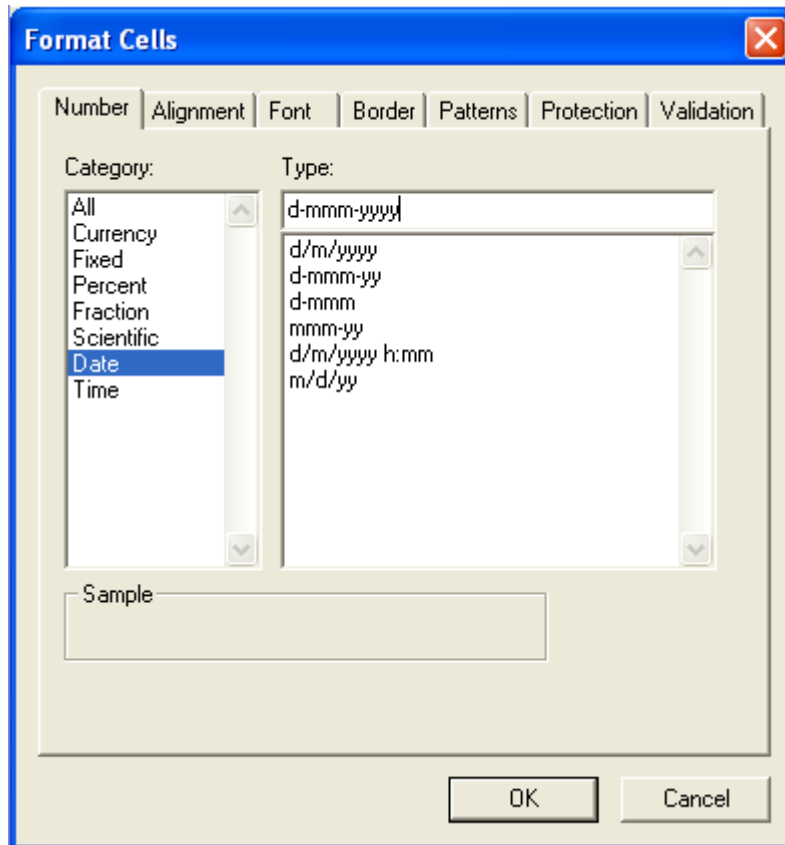 Format Cells
Number Alignment Font Border Patterns Protection Validation
Category: Type:
All
Currency
Fixed
Percent
Fraction
Scientific
Date
Time
d-mmm-yyyy
d/m/yyyy
d-mmm-yy
d-mmm
mmm-yy
d/m/yyyy h:mm
m/d/yy
Sample
OK Cancel